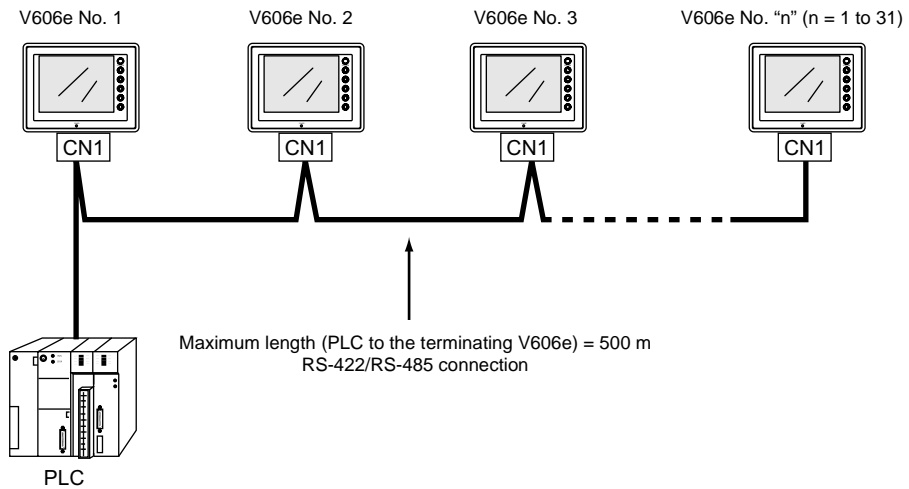 V606e No. 1
V606e No. 2
V606e No. 3
V606e No. “n” (n = 1 to 31)
CN1
CN1
CN1
CN1
Maximum length (PLC to the terminating V606e) = 500 m
RS-422/RS-485 connection
PLC